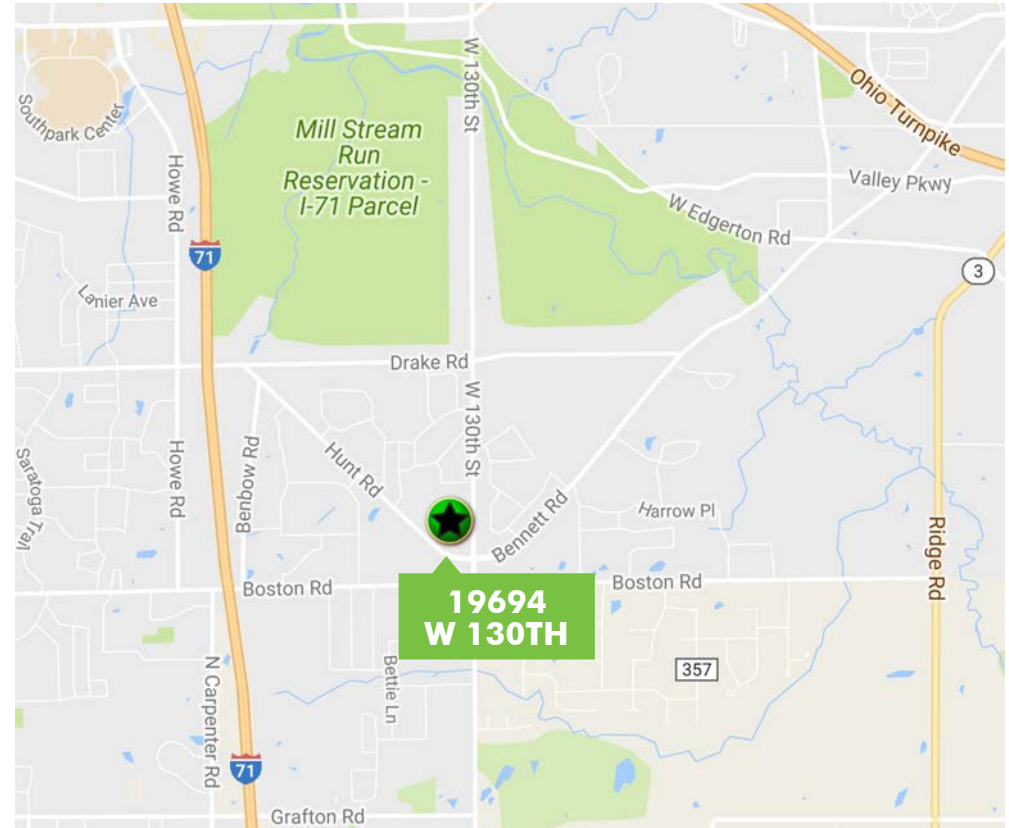 W 130th St
Ohio Turnpike
Southpark Center
Mill Stream
Run
Reservation -
I-71 Parcel
Howe Rd
Valley Pkwy
W Edgerton Rd
71
3
Lanier Ave
Drake Rd
W 130th St
Hunt Rd
Benbow Rd
Howe Rd
Saratoga Trail
Bennett Rd
Harrow Pl
Ridge Rd
Boston Rd
Boston Rd
19694
W 130TH
357
Bettie Ln
N Carpenter Rd
71
Grafton Rd